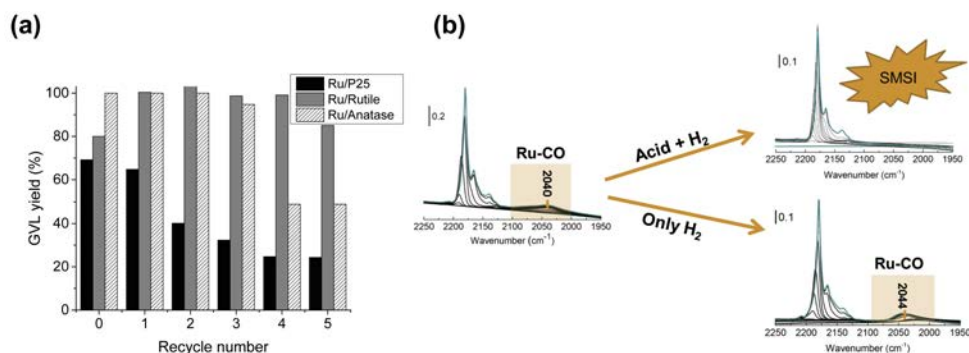 (a)
GVL yield (%)
100
80
60
40
20
0
Ru/P25
Ru/Rutile
Ru/Anatase
0 1 2 3 4 5
Recycle number
(b)
0.2
Ru-CO
2040
2250 2200 2150 2100 2050 2000 1950
Wavenumber (cm⁻¹)
Acid + H₂
Only H₂
0.1
SMSI
2250 2200 2150 2100 2050 2000 1950
Wavenumber (cm⁻¹)
0.1
Ru-CO
2044
2250 2200 2150 2100 2050 2000 1950
Wavenumber (cm⁻¹)